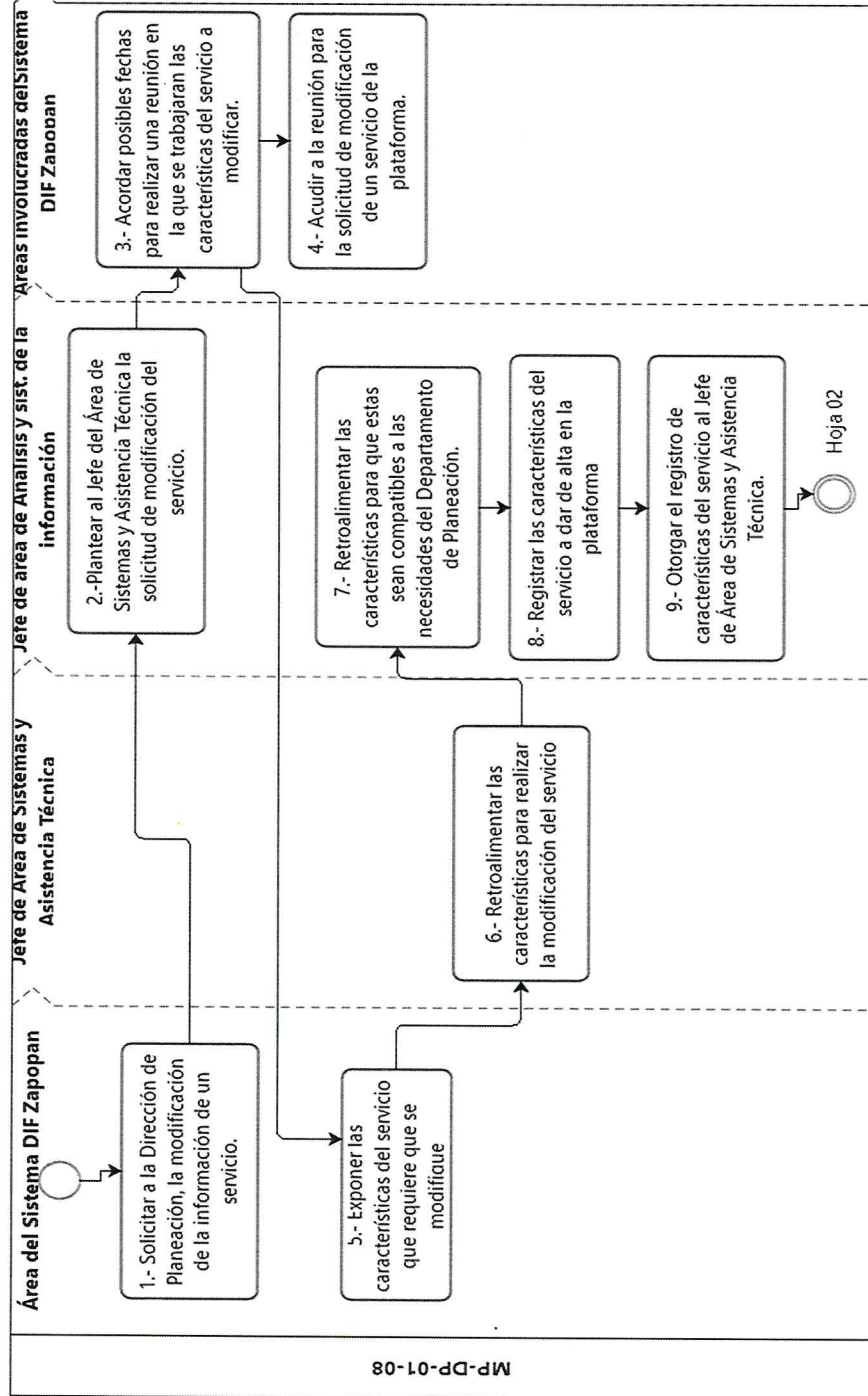 MP-DP-01-08
Área del Sistema DIF Zapopan
Jefe de Area de Sistemas y
Asistencia Técnica
Jefe de area de Analisis y sist. de la
información
Areas involucradas del Sistema
DIF Zapopan
1.- Solicitar a la Dirección de
Planeación, la modificación
de la información de un
servicio.
2.-Plantear al Jefe del Área de
Sistemas y Asistencia Técnica la
solicitud de modificación del
servicio.
3.- Acordar posibles fechas
para realizar una reunión en
la que se trabajaran las
características del servicio a
modificar.
4.- Acudir a la reunión para
la solicitud de modificación
de un servicio de la
plataforma.
5.- Exponer las
características del servicio
que requiere que se
modifique
6.- Retroalimentar las
características para realizar
la modificación del servicio
7.- Retroalimentar las
características para que estas
sean compatibles a las
necesidades del Departamento
de Planeación.
8.- Registrar las características del
servicio a dar de alta en la
plataforma
9.- Otorgar el registro de
características del servicio al Jefe
de Área de Sistemas y Asistencia
Técnica.
Hoja 02